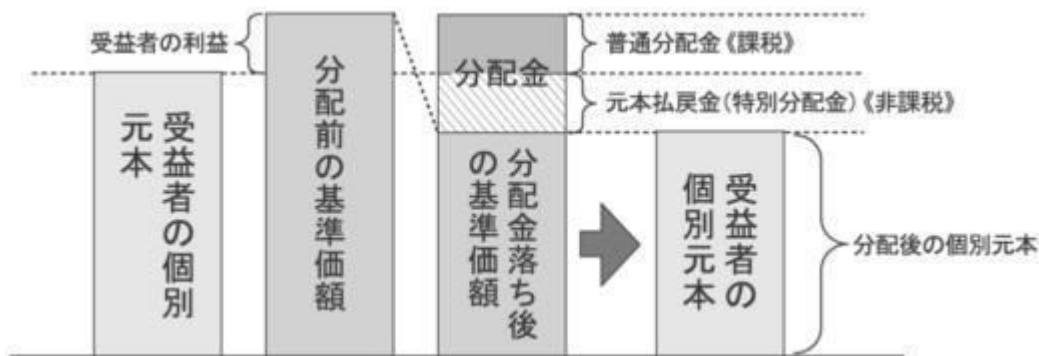 受益者の利益
受益者の個別
元本
分配前の基準価額
分配金
分配金落ち後
の基準価額
普通分配金《課税》
元本払戻金(特別分配金)《非課税》
受益者の
個別元本
分配後の個別元本